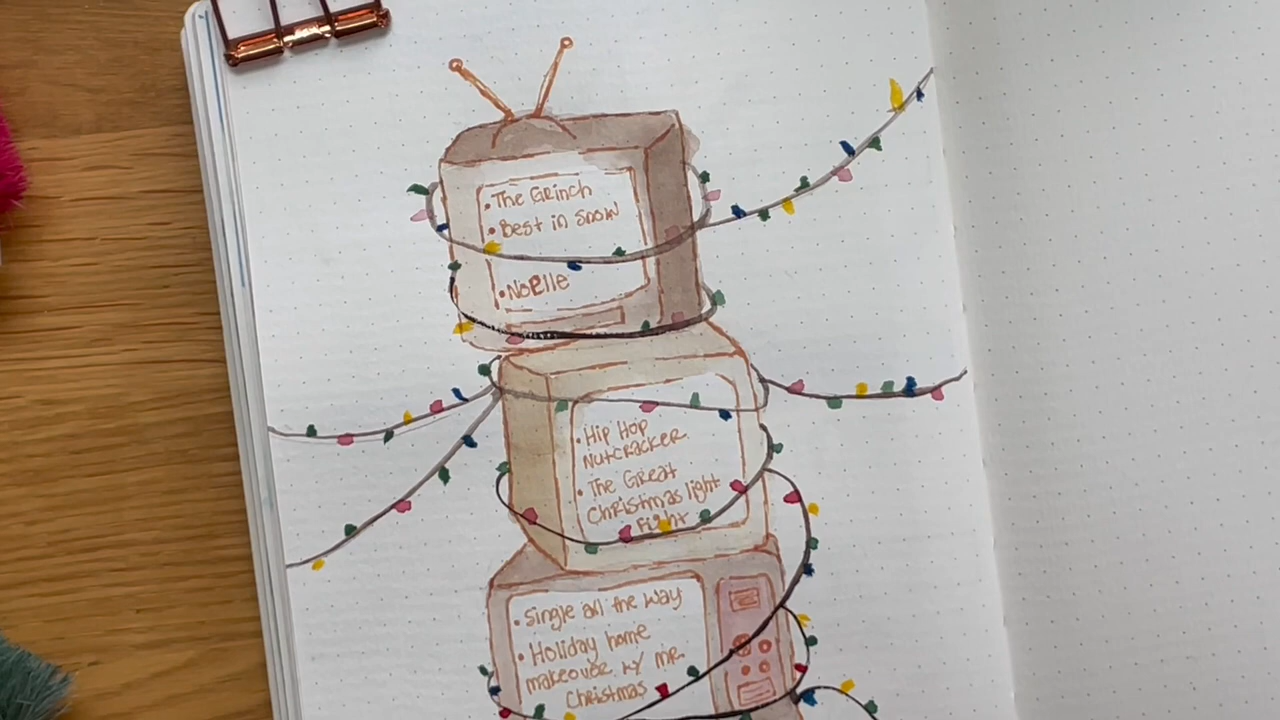 • The Grinch
• Best in Snow
• Noelle
• Hip Hop
Nutcracker
• The Great
Christmas light
Fight
• Single all the Way
• Holiday home
makeover w/ Mr.
Christmas